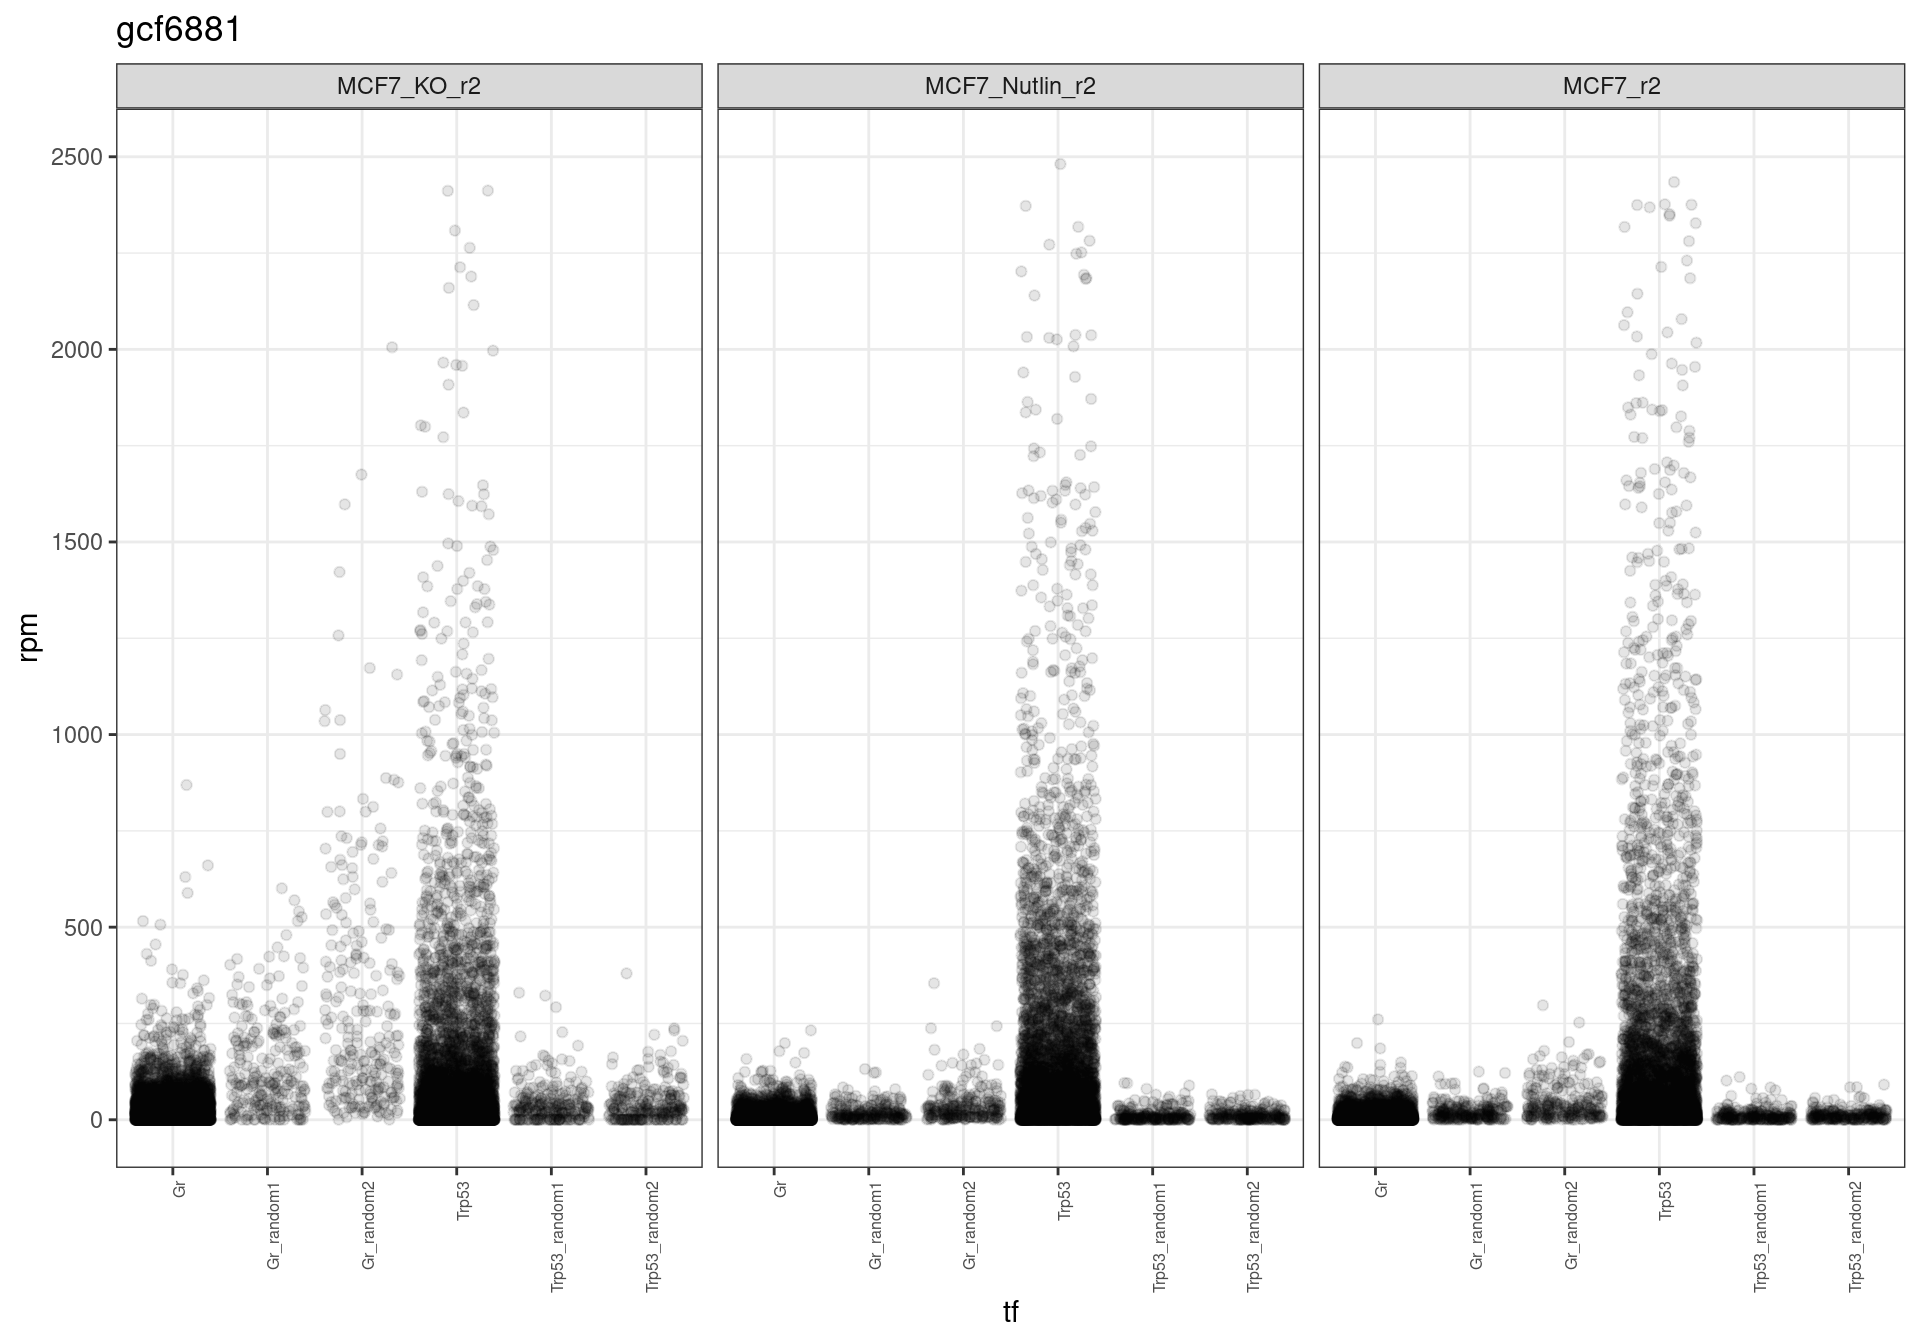 gcf6881
MCF7_KO_r2
MCF7_Nutlin_r2
MCF7_r2
rpm
2500
2000
1500
1000
500
0
Gr
Gr_random1
Gr_random2
Trp53
Trp53_random1
Trp53_random2
Gr
Gr_random1
Gr_random2
Trp53
Trp53_random1
Trp53_random2
Gr
Gr_random1
Gr_random2
Trp53
Trp53_random1
Trp53_random2
tf